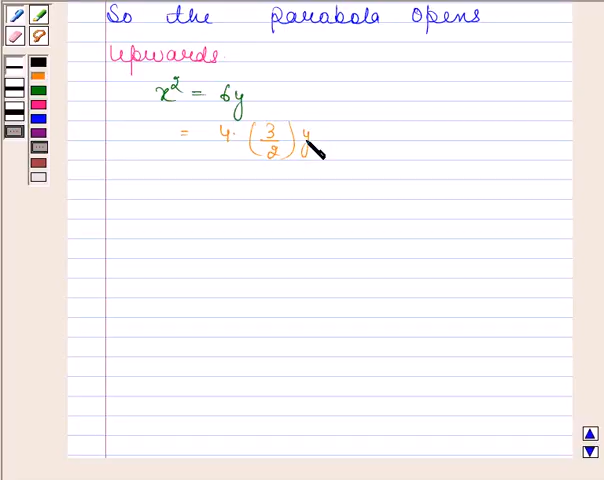 So the parabola opens
upwards.
x² = 6y
= 4· (3/2) y